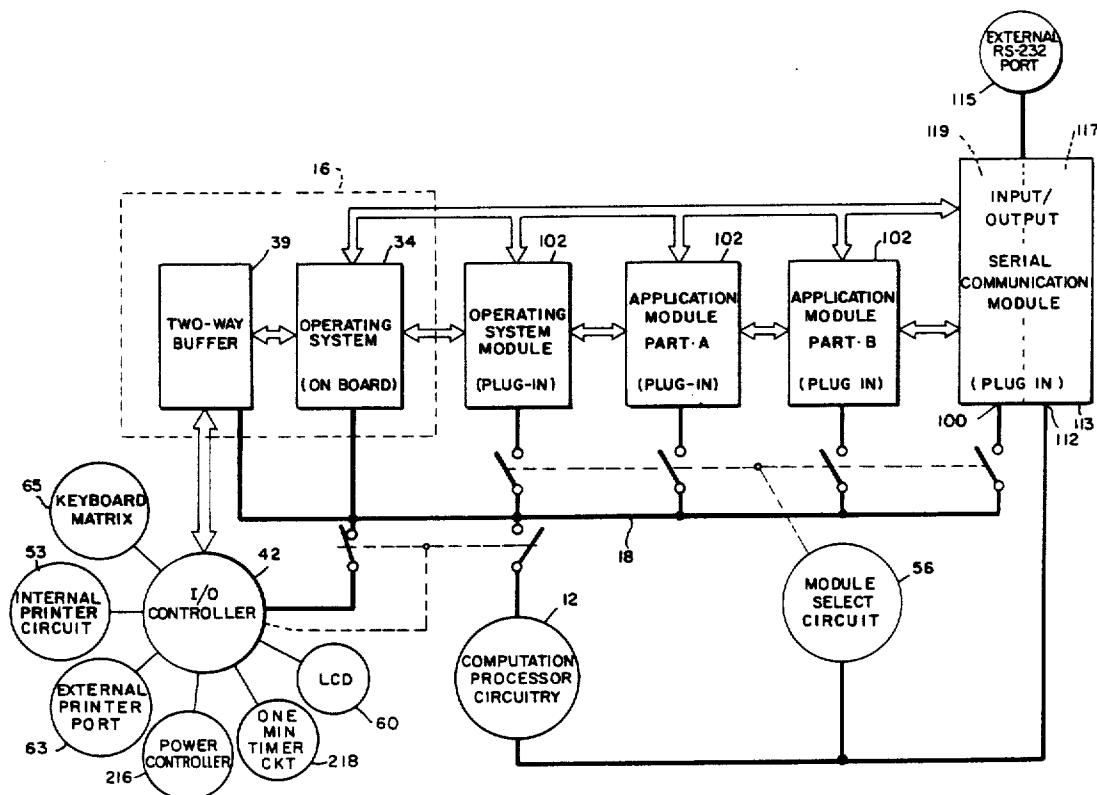 EXTERNAL
RS-232
PORT
115
119
117
16
INPUT/
OUTPUT
39
34
102
102
102
SERIAL
COMMUNICATION
MODULE
TWO-WAY
BUFFER
OPERATING
SYSTEM
(ON BOARD)
OPERATING
SYSTEM
MODULE
(PLUG-IN)
APPLICATION
MODULE
PART-A
(PLUG-IN)
APPLICATION
MODULE
PART-B
(PLUG IN)
(PLUG IN)
100
112
113
65
KEYBOARD
MATRIX
18
53
42
56
INTERNAL
PRINTER
CIRCUIT
I/O
CONTROLLER
12
MODULE
SELECT
CIRCUIT
COMPUTATION
PROCESSOR
CIRCUITRY
LCD
60
EXTERNAL
PRINTER
PORT
63
POWER
CONTROLLER
216
ONE
MIN
TIMER
CKT
218